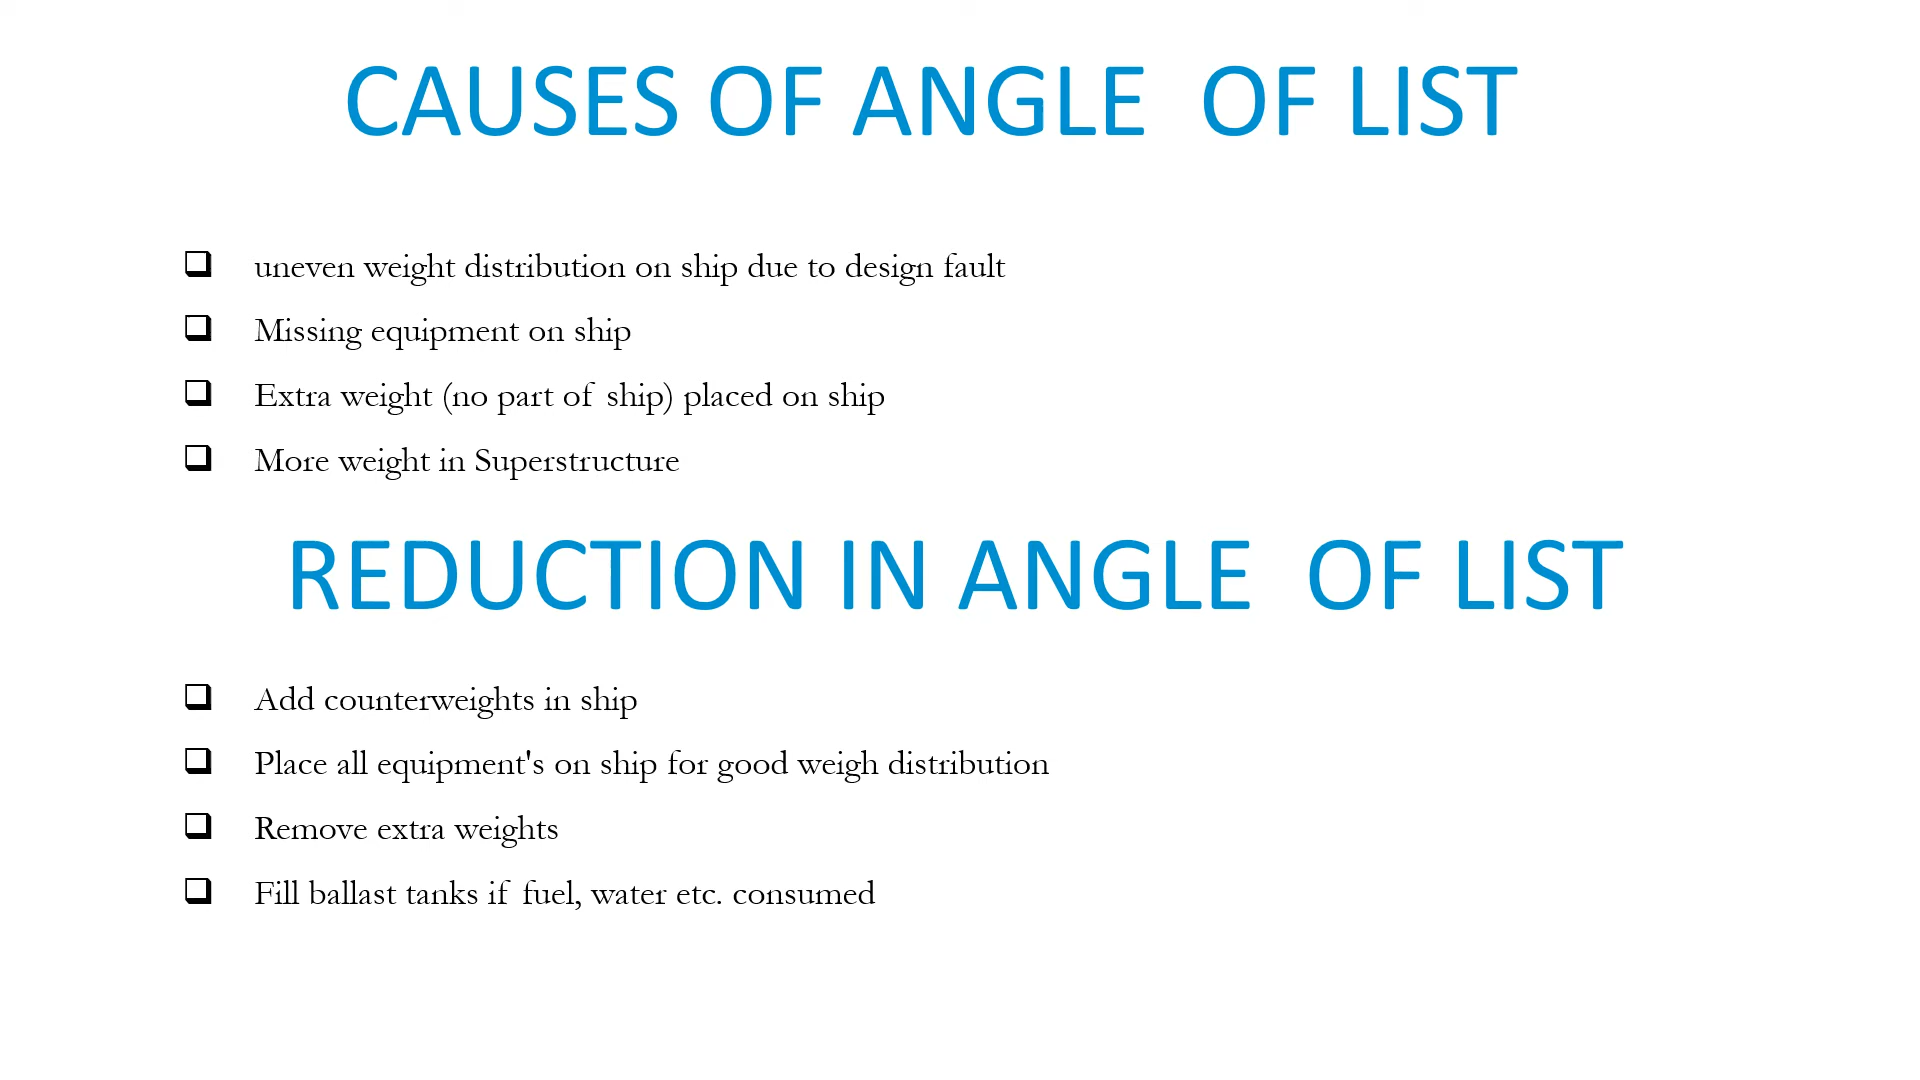 CAUSES OF ANGLE  OF LIST
uneven weight distribution on ship due to design fault
Missing equipment on ship
Extra weight (no part of ship) placed on ship
More weight in Superstructure
REDUCTION IN ANGLE  OF LIST
Add counterweights in ship
Place all equipment's on ship for good weigh distribution
Remove extra weights
Fill ballast tanks if fuel, water etc. consumed